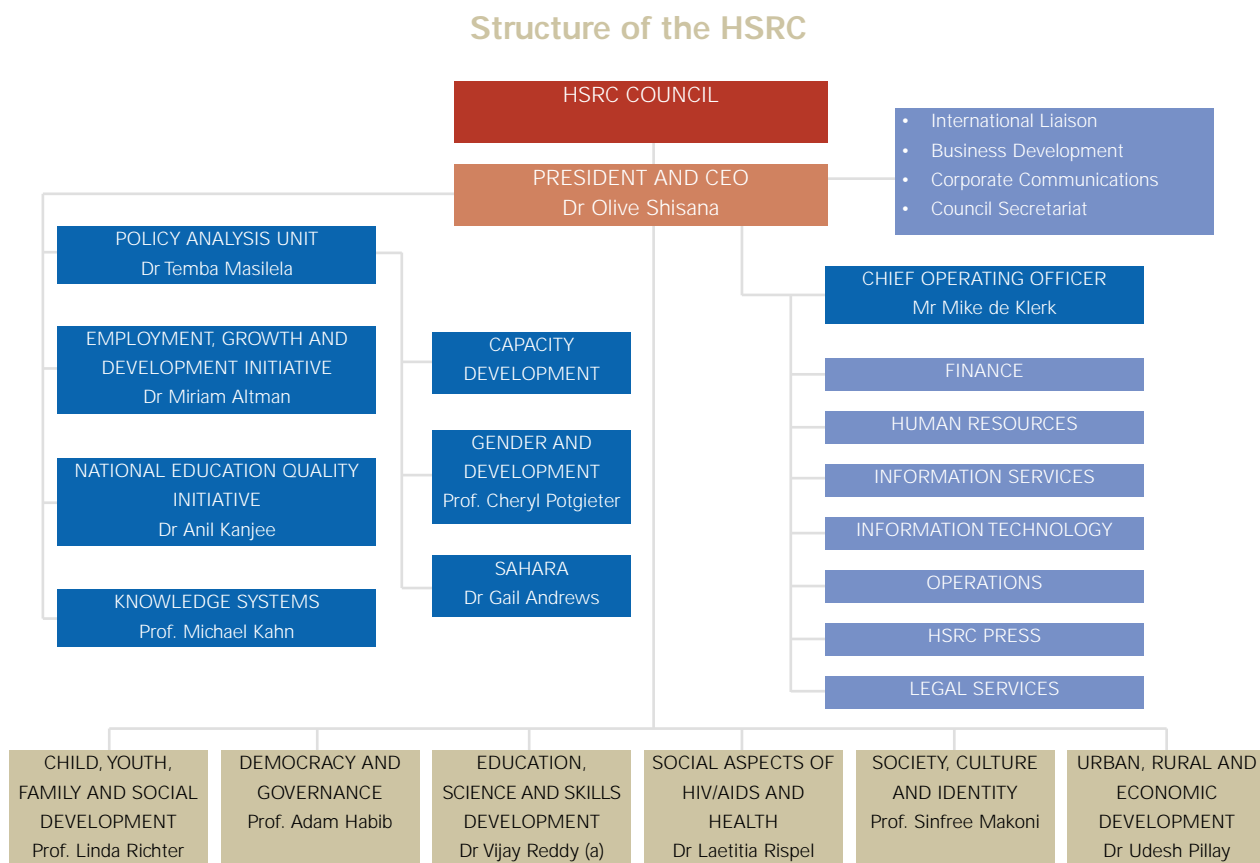 Structure of the HSRC
HSRC COUNCIL
PRESIDENT AND CEO
Dr Olive Shisana
• International Liaison
• Business Development
• Corporate Communications
• Council Secretariat
POLICY ANALYSIS UNIT
Dr Temba Masilela
EMPLOYMENT, GROWTH AND
DEVELOPMENT INITIATIVE
Dr Miriam Altman
NATIONAL EDUCATION QUALITY
INITIATIVE
Dr Anil Kanjee
KNOWLEDGE SYSTEMS
Prof. Michael Kahn
CAPACITY
DEVELOPMENT
GENDER AND
DEVELOPMENT
Prof. Cheryl Potgieter
SAHARA
Dr Gail Andrews
CHIEF OPERATING OFFICER
Mr Mike de Klerk
FINANCE
HUMAN RESOURCES
INFORMATION SERVICES
INFORMATION TECHNOLOGY
OPERATIONS
HSRC PRESS
LEGAL SERVICES
CHILD, YOUTH,
FAMILY AND SOCIAL
DEVELOPMENT
Prof. Linda Richter
DEMOCRACY AND
GOVERNANCE
Prof. Adam Habib
EDUCATION,
SCIENCE AND SKILLS
DEVELOPMENT
Dr Vijay Reddy (a)
SOCIAL ASPECTS OF
HIV/AIDS AND
HEALTH
Dr Laetitia Rispel
SOCIETY, CULTURE
AND IDENTITY
Prof. Sinfree Makoni
URBAN, RURAL AND
ECONOMIC
DEVELOPMENT
Dr Udesh Pillay